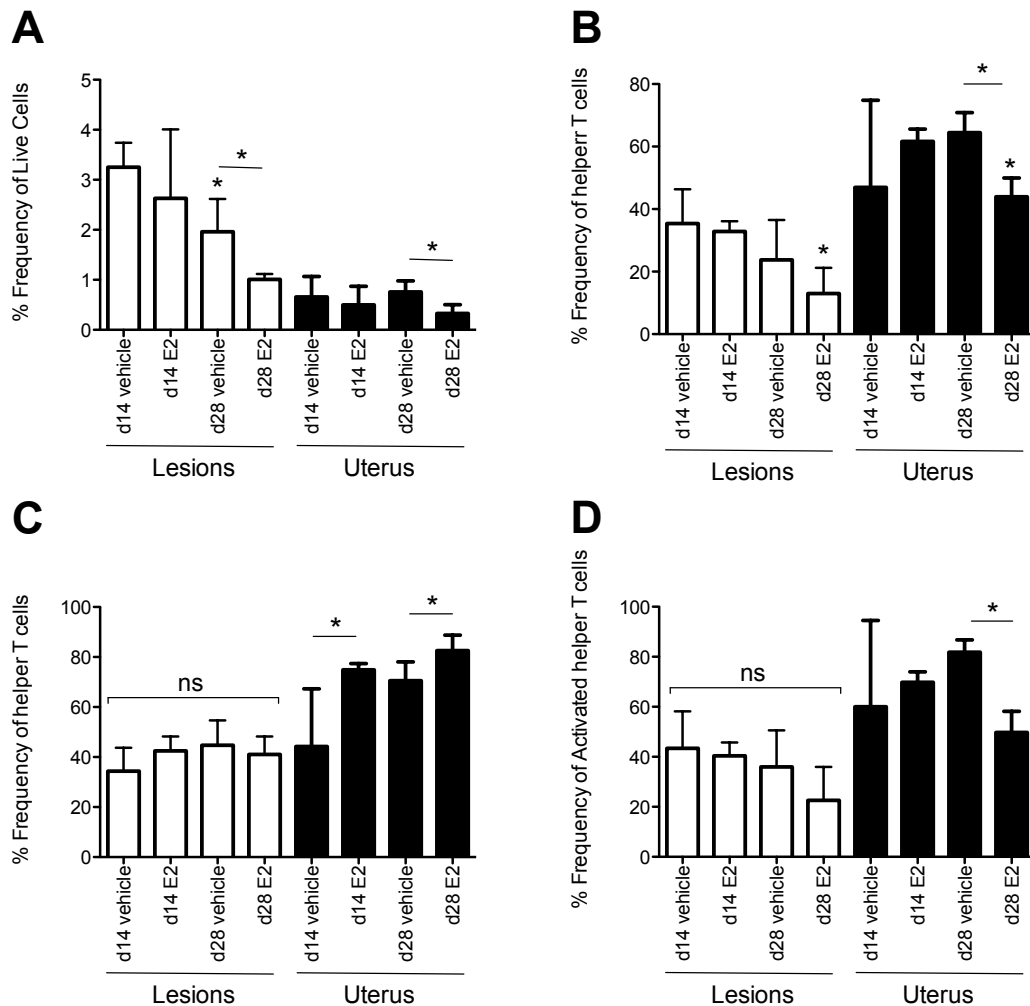 A
% Frequency of Live Cells
5
4
3
2
1
0
*
*
*
d14 vehicle
d14 E2
d28 vehicle
d28 E2
d14 vehicle
d14 E2
d28 vehicle
d28 E2
Lesions
Uterus
B
% Frequency of helperr T cells
80
60
40
20
0
*
*
*
d14 vehicle
d14 E2
d28 vehicle
d28 E2
d14 vehicle
d14 E2
d28 vehicle
d28 E2
Lesions
Uterus
C
% Frequency of helper T cells
100
80
60
40
20
0
ns
*
*
d14 vehicle
d14 E2
d28 vehicle
d28 E2
d14 vehicle
d14 E2
d28 vehicle
d28 E2
Lesions
Uterus
D
% Frequency of Activated helper T cells
100
80
60
40
20
0
ns
*
d14 vehicle
d14 E2
d28 vehicle
d28 E2
d14 vehicle
d14 E2
d28 vehicle
d28 E2
Lesions
Uterus